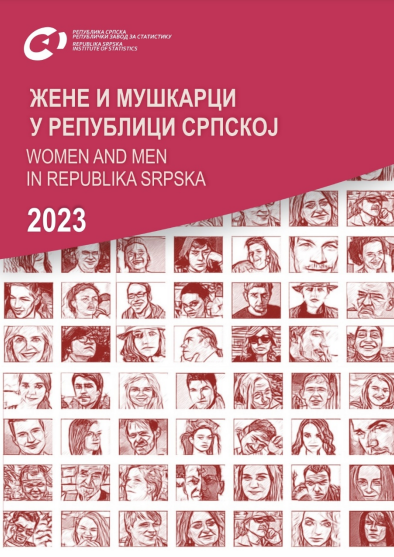 РЕПУБЛИКА СРПСКА
РЕПУБЛИЧКИ ЗАВОД ЗА СТАТИСТИКУ
REPUBLIKA SRPSKA
INSTITUTE OF STATISTICS
ЖЕНЕ И МУШКАРЦИ
У РЕПУБЛИЦИ СРПСКОЈ
WOMEN AND MEN
IN REPUBLIKA SRPSKA
2023